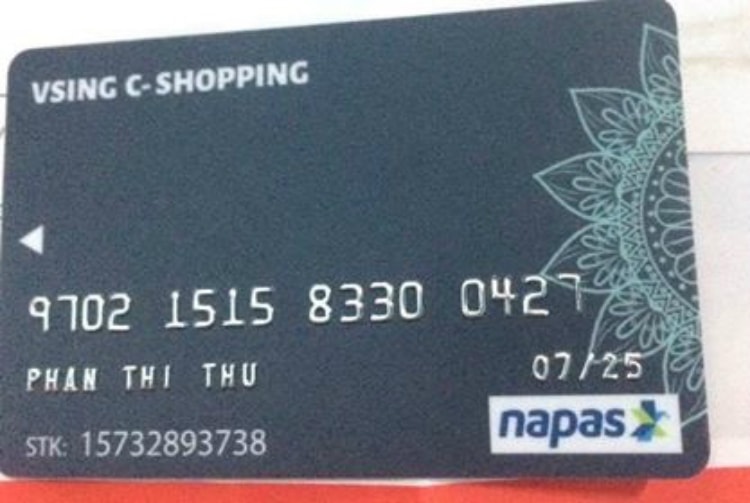 VSING C-SHOPPING
9702 1515 8330 0427
PHAN THI THU
07/25
STK: 15732893738
napas